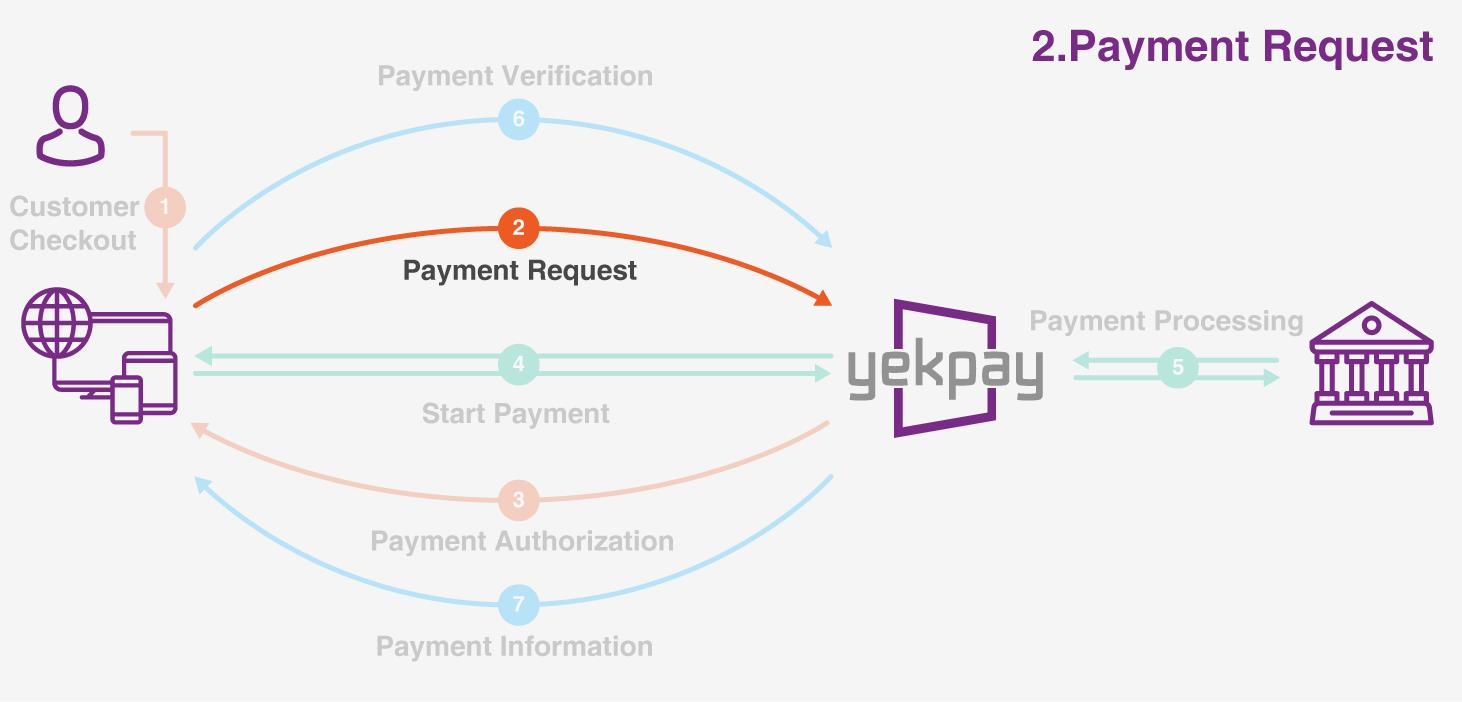 2.Payment Request
Payment Verification
6
Customer
Checkout
1
2
Payment Request
yekpay
Payment Processing
5
4
Start Payment
3
Payment Authorization
7
Payment Information